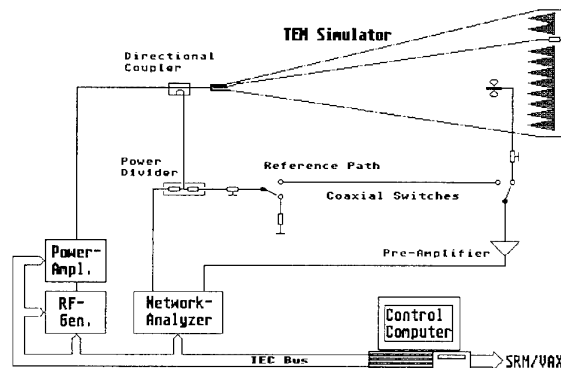 TEM Simulator
Directional
Coupler
Power
Divider
Reference Path
Coaxial Switches
Pre-Amplifier
Power-
Ampl.
RF-
Gen.
Network-
Analyzer
Control
Computer
TEC Bus
SRM/VAX